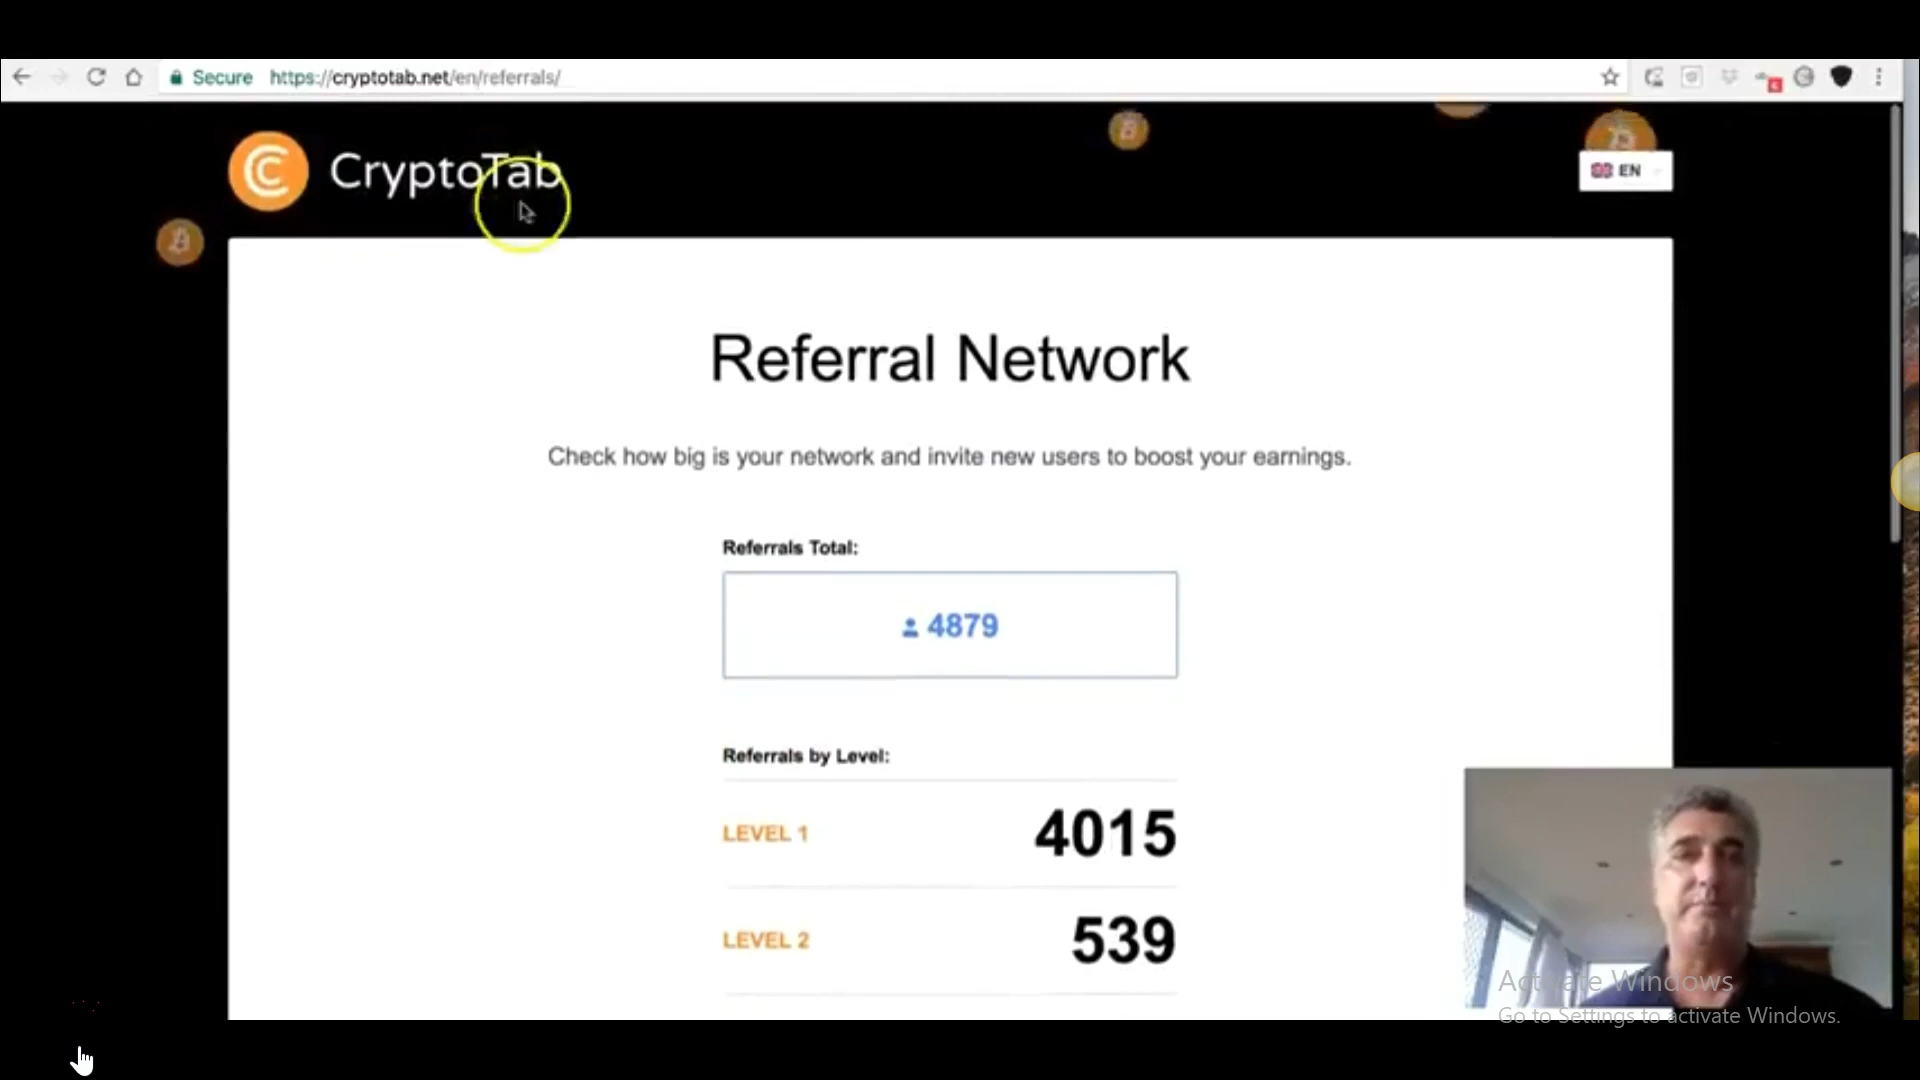 Secure https://cryptotab.net/en/referrals/
CryptoTab
EN
Referral Network
Check how big is your network and invite new users to boost your earnings.
Referrals Total:
4879
Referrals by Level:
LEVEL 1 4015
LEVEL 2 539
Activate Windows
Go to Settings to activate Windows.